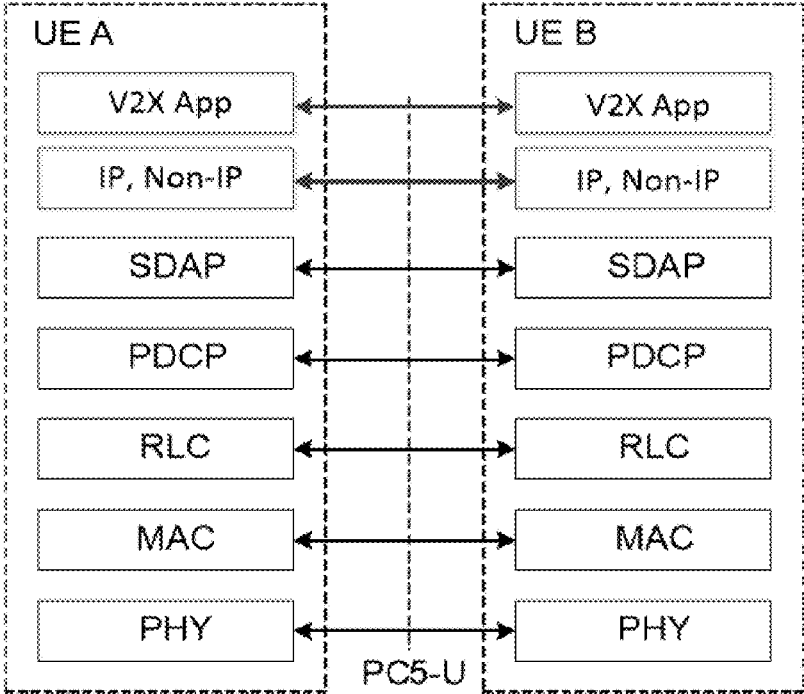 UE A
UE B
V2X App
V2X App
IP, Non-IP
IP, Non-IP
SDAP
SDAP
PDCP
PDCP
RLC
RLC
MAC
MAC
PHY
PHY
PC5-U